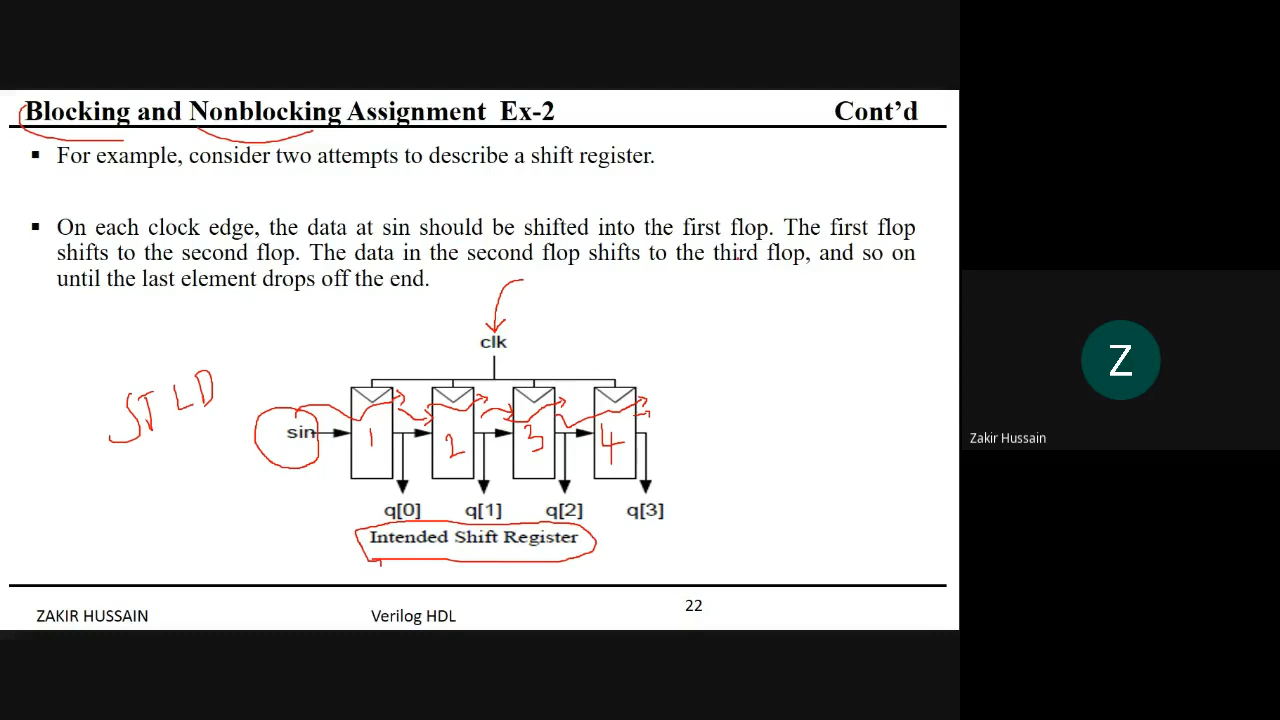 Blocking and Nonblocking Assignment Ex-2 Cont’d
▪ For example, consider two attempts to describe a shift register.
▪ On each clock edge, the data at sin should be shifted into the first flop. The first flop
shifts to the second flop. The data in the second flop shifts to the third flop, and so on
until the last element drops off the end.
clk
STLD
sin 1 2 3 4
q[0] q[1] q[2] q[3]
Intended Shift Register
ZAKIR HUSSAIN Verilog HDL 22
Z
Zakir Hussain